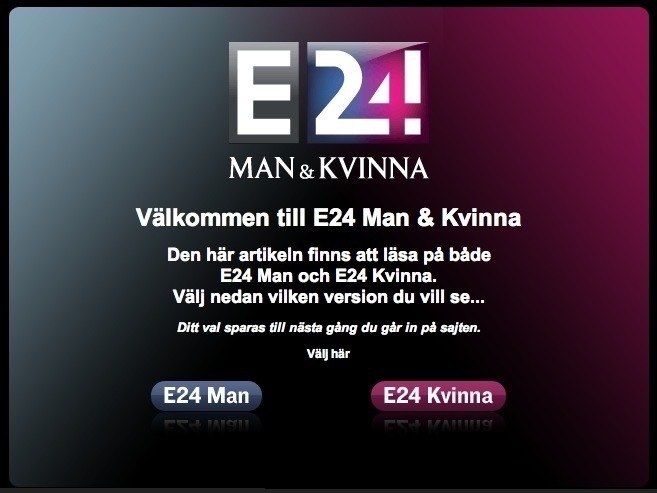 E24!
MAN & KVINNA
Välkommen till E24 Man & Kvinna
Den här artikeln finns att läsa på både
E24 Man och E24 Kvinna.
Välj nedan vilken version du vill se...
Ditt val sparas till nästa gång du går in på sajten.
Välj här
E24 Man
E24 Kvinna